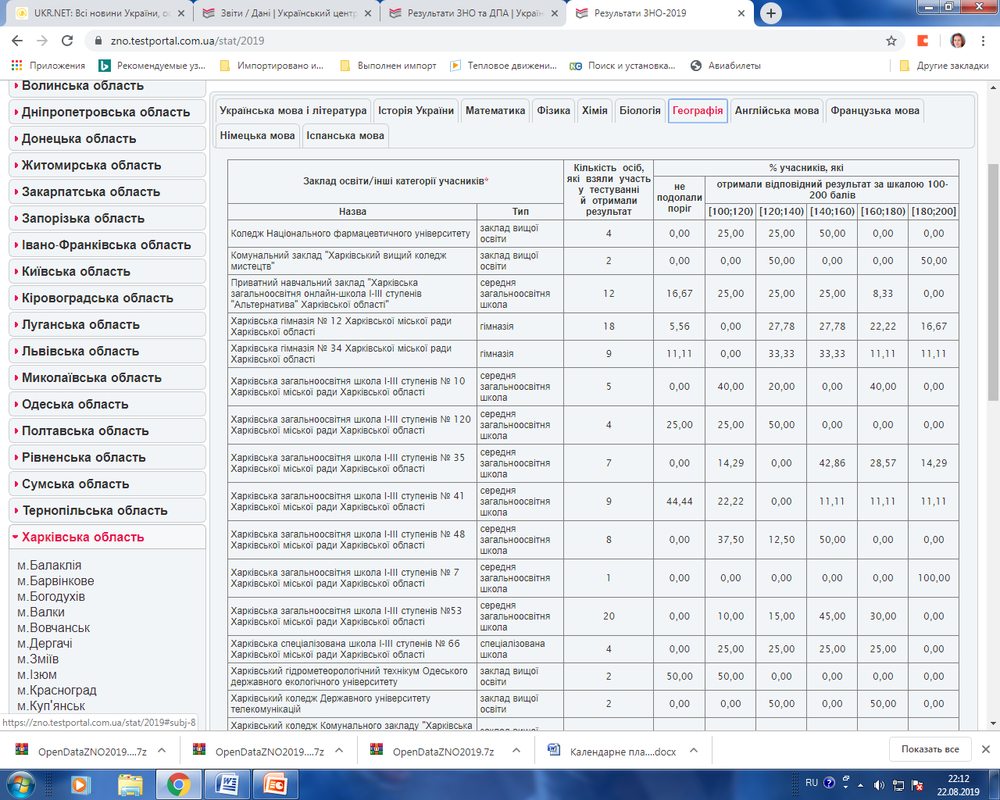 UKR.NET: Всі новини України, ос
Звіти / Дані | Український центр
Результати ЗНО та ДПА | Україн
Результати ЗНО-2019
zno.testportal.com.ua/stat/2019
Приложения
Рекомендуемые уз...
Импортировано и...
Выполнен импорт
Тепловое движени...
Поиск и установка...
Авиабилеты
Другие закладки
Волинська область
Дніпропетровська область
Донецька область
Житомирська область
Закарпатська область
Запорізька область
Івано-Франківська область
Київська область
Кіровоградська область
Луганська область
Львівська область
Миколаївська область
Одеська область
Полтавська область
Рівненська область
Сумська область
Тернопільська область
Харківська область
м.Балаклія
м.Барвінкове
м.Богодухів
м.Валки
м.Вовчанськ
м.Дергачі
м.Зміїв
м.Ізюм
м.Красноград
м.Куп'янськ
https://zno.testportal.com.ua/stat/2019#subj-8
Українська мова і література Історія України Математика Фізика Хімія Біологія Географія Англійська мова Французька мова
Німецька мова Іспанська мова
Заклад освіти/інші категорії учасників*
Назва
Тип
Кількість осіб,
які взяли участь
у тестуванні
й отримали
результат
% учасників, які
не
подолали
поріг
отримали відповідний результат за шкалою 100-
200 балів
[100;120) [120;140) [140;160) [160;180) [180;200]
Коледж Національного фармацевтичного університету
заклад вищої
освіти
4 0,00 25,00 25,00 50,00 0,00 0,00
Комунальний заклад "Харківський вищий коледж
мистецтв"
заклад вищої
освіти
2 0,00 0,00 50,00 0,00 0,00 50,00
Приватний навчальний заклад "Харківська
загальноосвітня онлайн-школа І-ІІІ ступенів
"Альтернатива" Харківської області"
середня
загальноосвітня
школа
12 16,67 25,00 25,00 25,00 8,33 0,00
Харківська гімназія № 12 Харківської міської ради
Харківської області
гімназія
18 5,56 0,00 27,78 27,78 22,22 16,67
Харківська гімназія № 34 Харківської міської ради
Харківської області
гімназія
9 11,11 0,00 33,33 33,33 11,11 11,11
Харківська загальноосвітня школа І-ІІІ ступенів № 10
Харківської міської ради Харківської області
середня
загальноосвітня
школа
5 0,00 40,00 20,00 0,00 40,00 0,00
Харківська загальноосвітня школа І-ІІІ ступенів № 120
Харківської міської ради Харківської області
середня
загальноосвітня
школа
4 25,00 25,00 50,00 0,00 0,00 0,00
Харківська загальноосвітня школа І-ІІІ ступенів № 35
Харківської міської ради Харківської області
середня
загальноосвітня
школа
7 0,00 14,29 0,00 42,86 28,57 14,29
Харківська загальноосвітня школа І-ІІІ ступенів № 41
Харківської міської ради Харківської області
середня
загальноосвітня
школа
9 44,44 22,22 0,00 11,11 11,11 11,11
Харківська загальноосвітня школа І-ІІІ ступенів № 48
Харківської міської ради Харківської області
середня
загальноосвітня
школа
8 0,00 37,50 12,50 50,00 0,00 0,00
Харківська загальноосвітня школа І-ІІІ ступенів № 7
Харківської міської ради Харківської області
середня
загальноосвітня
школа
1 0,00 0,00 0,00 0,00 0,00 100,00
Харківська загальноосвітня школа І-ІІІ ступенів №53
Харківської міської ради Харківської області
середня
загальноосвітня
школа
20 0,00 10,00 15,00 45,00 30,00 0,00
Харківська спеціалізована школа І-ІІІ ступенів № 66
Харківської міської ради Харківської області
спеціалізована
школа
4 0,00 25,00 25,00 25,00 25,00 0,00
Харківський гідрометеорологічний технікум Одеського
державного екологічного університету
заклад вищої
освіти
2 50,00 50,00 0,00 0,00 0,00 0,00
Харківський коледж Державного університету
телекомунікацій
заклад вищої
освіти
2 0,00 0,00 50,00 0,00 50,00 0,00
Харківський коледж Комунального закладу "Харківська
OpenDataZNO2019....7z
OpenDataZNO2019....7z
OpenDataZNO2019.7z
Календарне пла....docx
Показать все
RU
22:12
22.08.2019